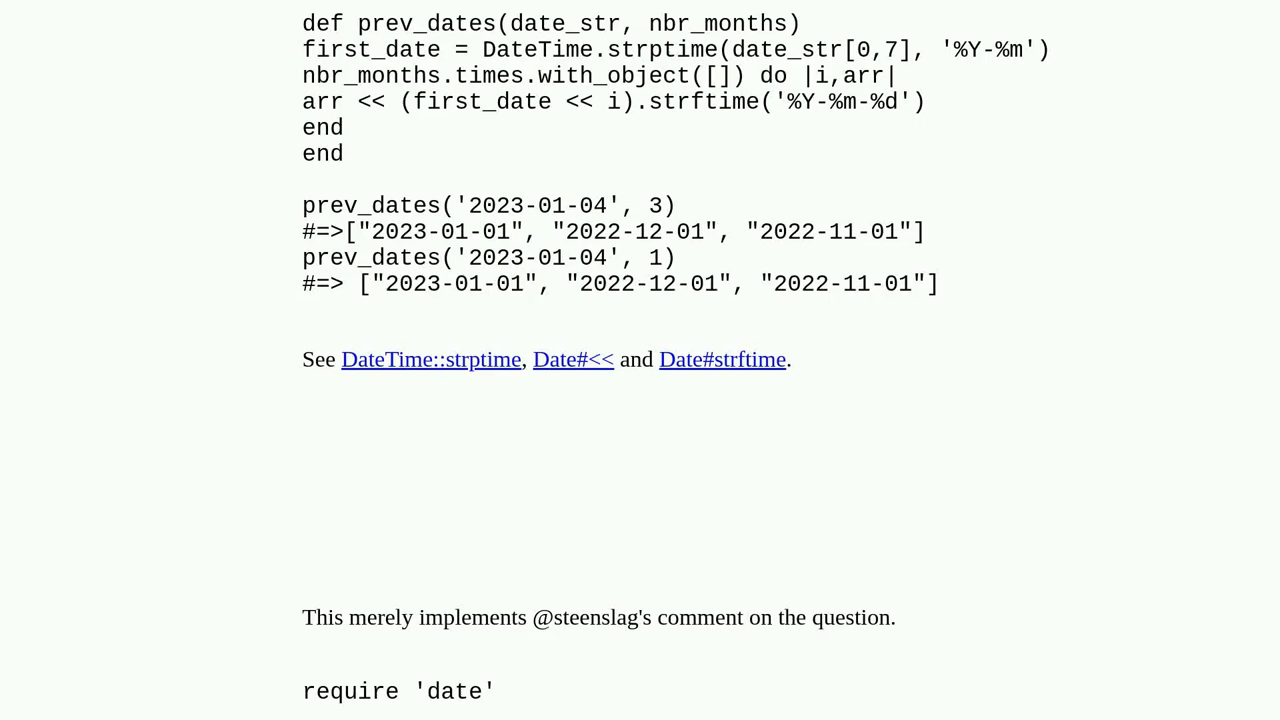 def prev_dates(date_str, nbr_months)
first_date = DateTime.strptime(date_str[0,7], '%Y-%m')
nbr_months.times.with_object([]) do |i,arr|
arr << (first_date << i).strftime('%Y-%m-%d')
end
end
prev_dates('2023-01-04', 3)
#=>["2023-01-01", "2022-12-01", "2022-11-01"]
prev_dates('2023-01-04', 1)
#=> ["2023-01-01", "2022-12-01", "2022-11-01"]
See DateTime::strptime, Date#<< and Date#strftime.
This merely implements @steenslag's comment on the question.
require 'date'